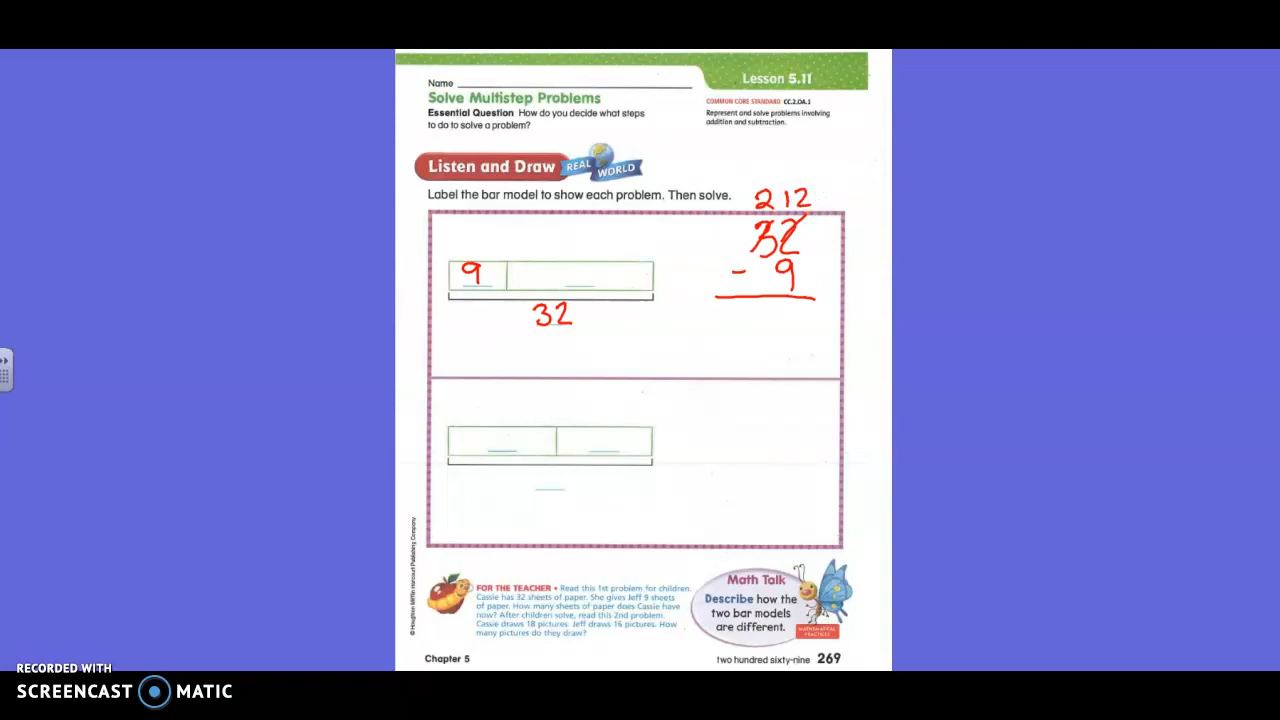 Name
Lesson 5.11
Solve Multistep Problems
Essential Question How do you decide what steps
to do to solve a problem?
COMMON CORE STANDARD CC.2.OA.1
Represent and solve problems involving
addition and subtraction.
Listen and Draw
REAL WORLD
Label the bar model to show each problem. Then solve.
2 12
32
- 9
9
32
© Houghton Mifflin Harcourt Publishing Company
FOR THE TEACHER • Read this 1st problem for children.
Cassie has 32 sheets of paper. She gives Jeff 9 sheets
of paper. How many sheets of paper does Cassie have
now? After children solve, read this 2nd problem.
Cassie draws 18 pictures. Jeff draws 16 pictures. How
many pictures do they draw?
Math Talk
Describe how the
two bar models
are different.
MATHEMATICAL
PRACTICES
Chapter 5
two hundred sixty-nine 269
RECORDED WITH
SCREENCAST MATIC